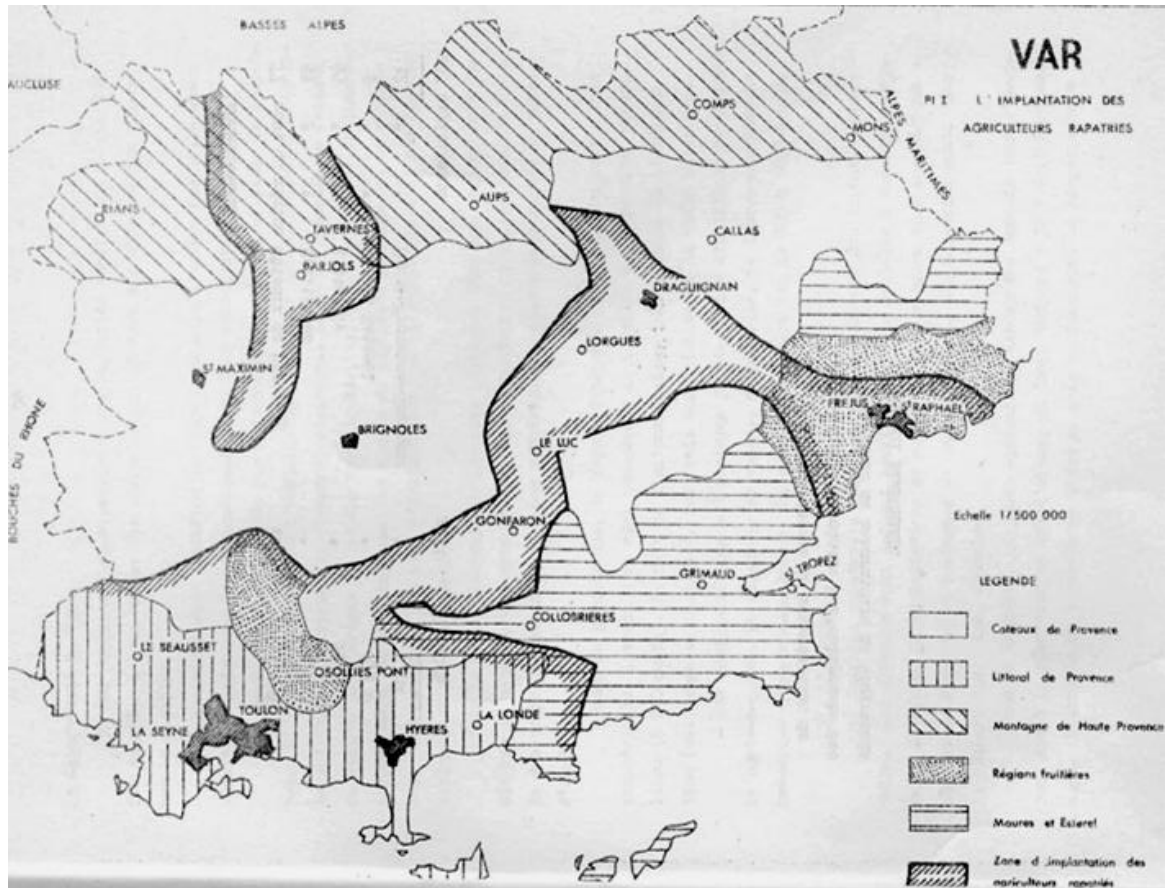 BASSES ALPES
VAR
AUCLUSE
PI I L'IMPLANTATION DES
AGRICULTEURS RAPATRIES
COMPS
MONS
ALPES MARITIMES
RIANS
AUPS
TAVERNES
CALLAS
BARJOLS
DRAGUIGNAN
LORGUES
ST MAXIMIN
FREJUS
ST RAPHAEL
BRIGNOLES
LE LUC
BOUCHES DU RHONE
GONFARON
Echelle 1/500 000
GRIMAUD
ST TROPEZ
LEGENDE
COLLOBRIERES
Coteaux de Provence
LE BEAUSSET
OSOLLIES PONT
Littoral de Provence
TOULON
LA SEYNE
HYERES
LA LONDE
Montagne de Haute Provence
Régions fruitières
Maures et Esterel
Zone d'implantation des
agriculteurs rapatriés